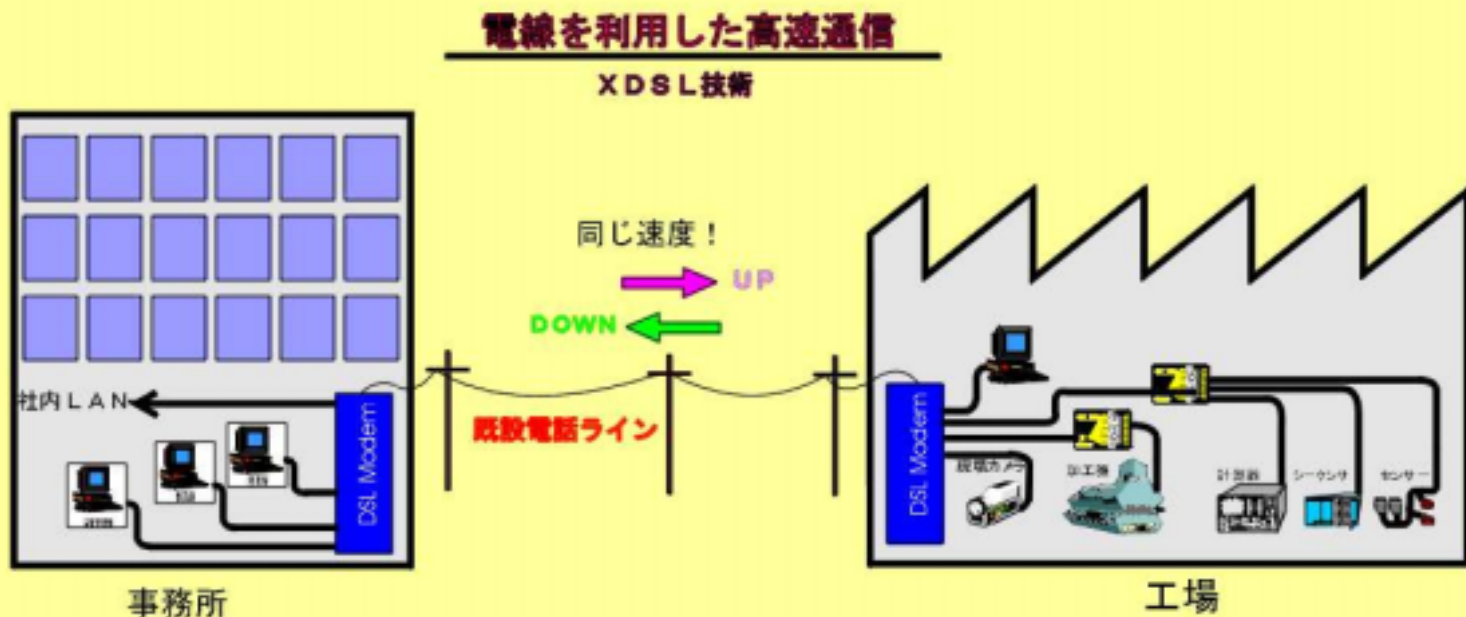 電線を利用した高速通信
XDSL技術
同じ速度！
UP
DOWN
社内LAN
既設電話ライン
DSL Modem
DSL Modem
現場カメラ
加工機
計測器
シーケンサ
センサー
事務所
工場